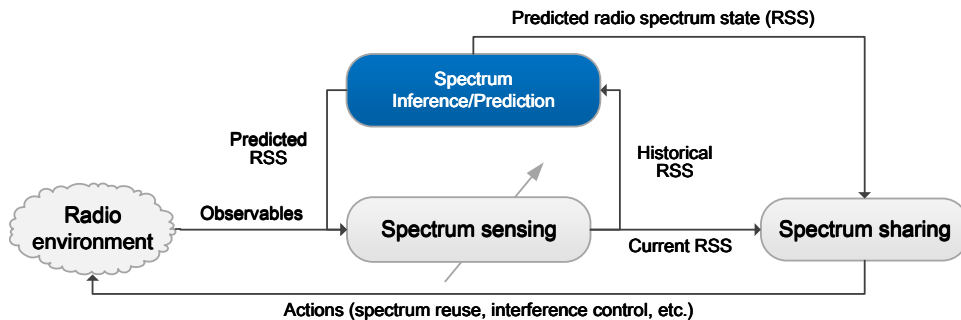 Predicted radio spectrum state (RSS)
Spectrum
Inference/Prediction
Predicted
RSS
Historical
RSS
Radio
environment
Observables
Spectrum sensing
Current RSS
Spectrum sharing
Actions (spectrum reuse, interference control, etc.)